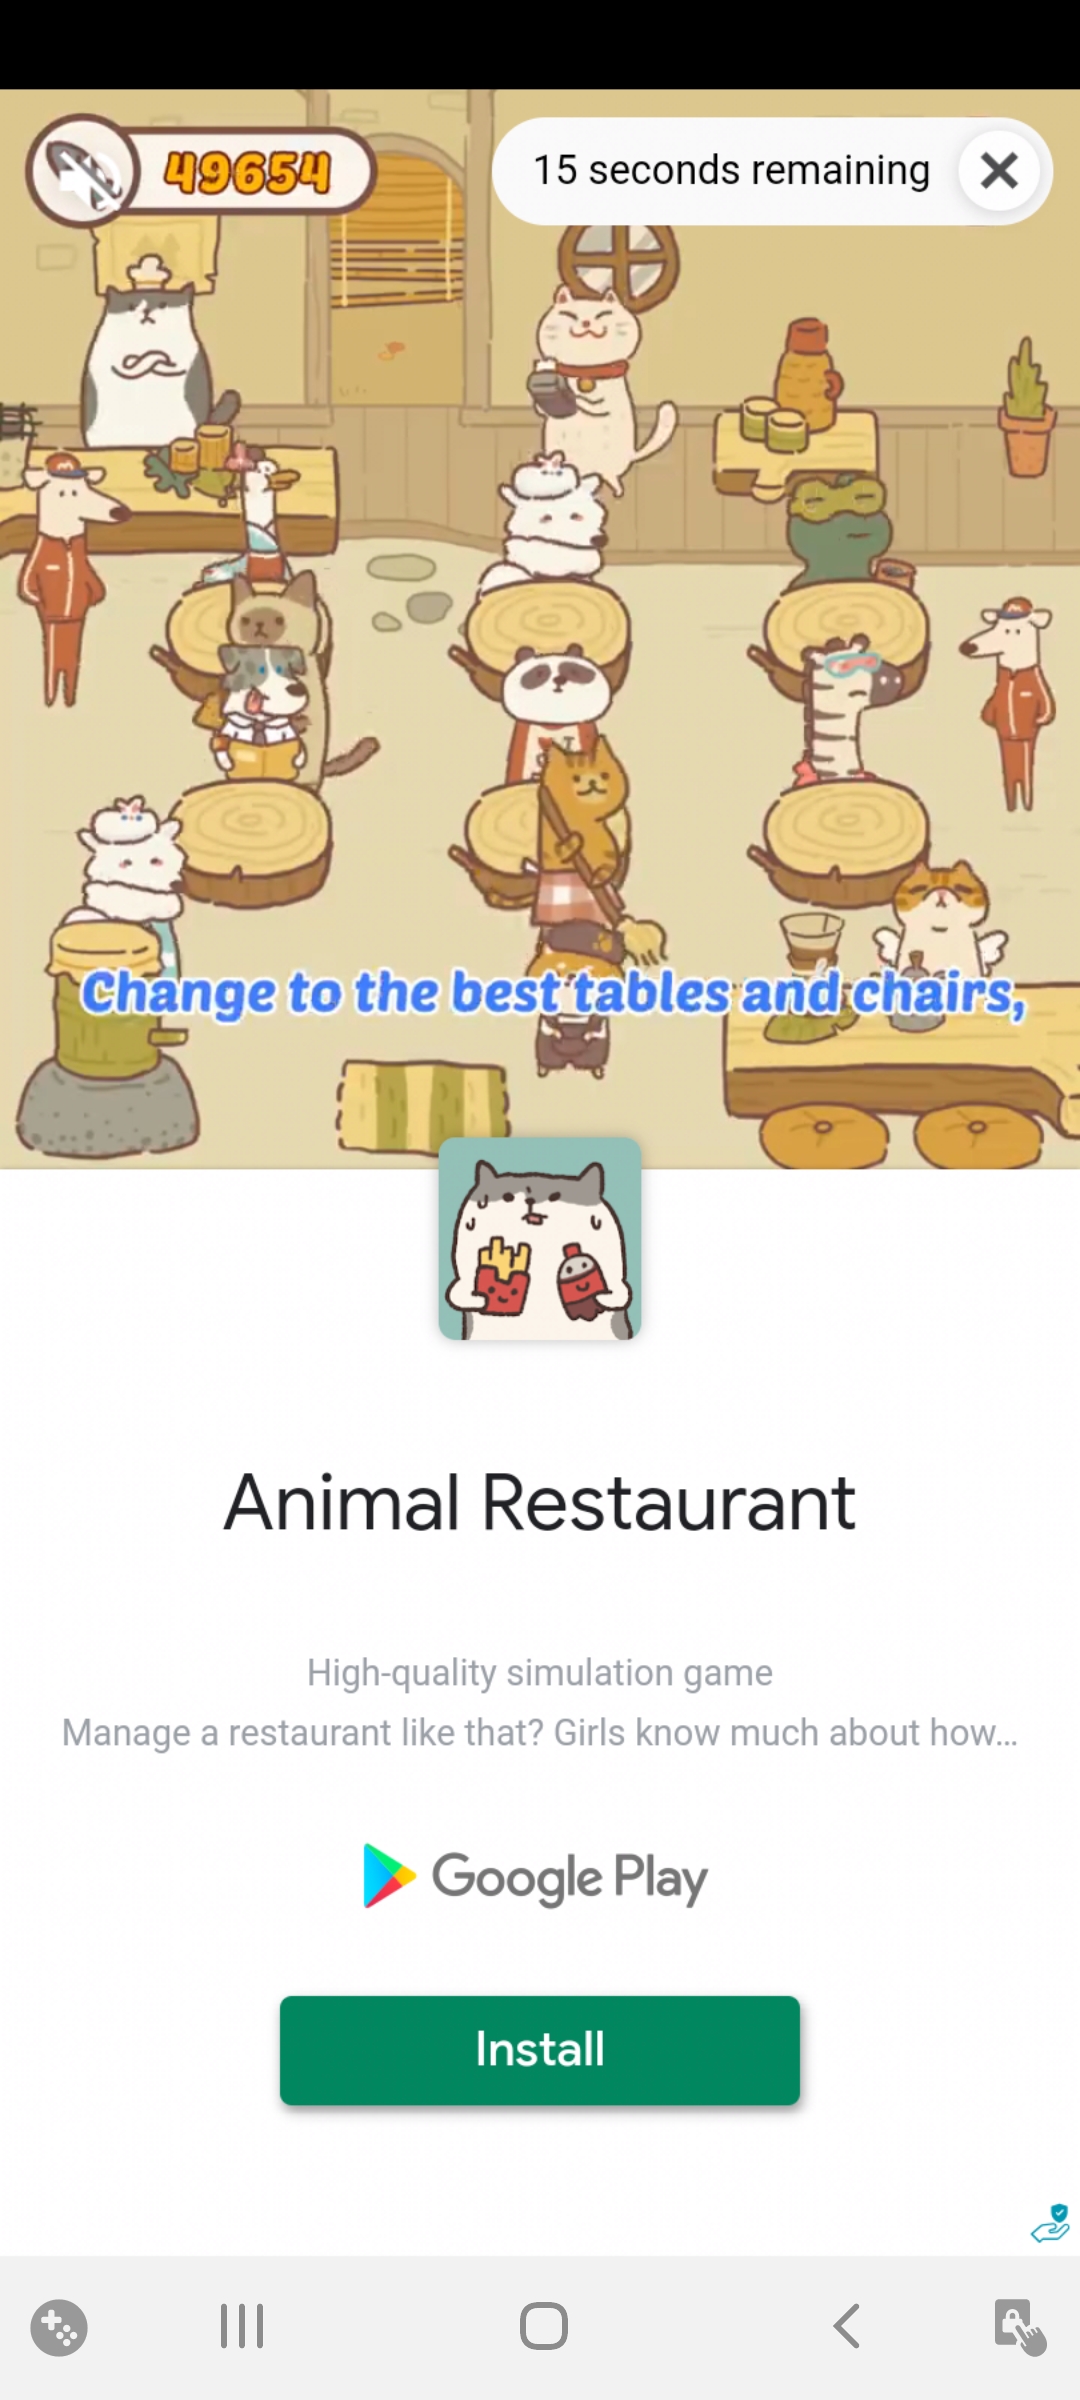 49654
15 seconds remaining
Change to the best tables and chairs,
Animal Restaurant
High-quality simulation game
Manage a restaurant like that? Girls know much about how...
Google Play
Install